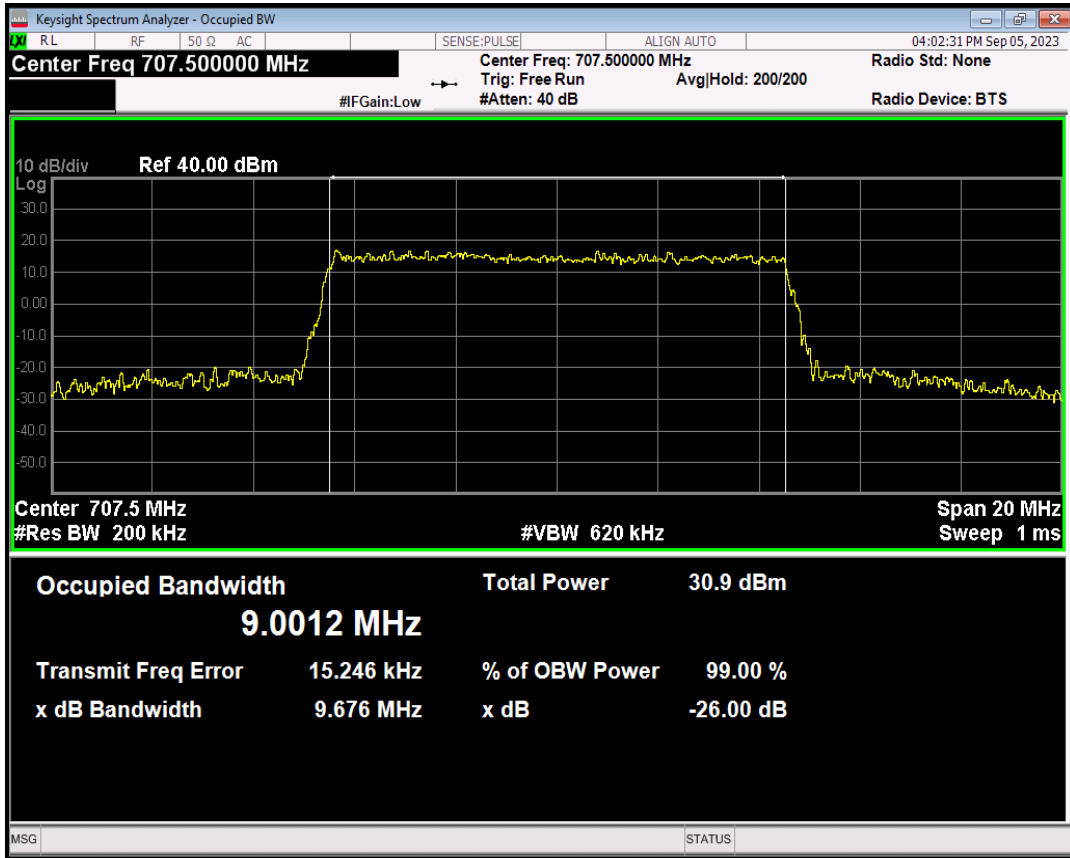 Keysight Spectrum Analyzer - Occupied BW
LXI RL RF 50 Ω AC SENSE:PULSE ALIGN AUTO 04:02:31 PM Sep 05, 2023
Center Freq 707.500000 MHz Center Freq: 707.500000 MHz Radio Std: None
Trig: Free Run Avg|Hold: 200/200
#IFGain:Low #Atten: 40 dB Radio Device: BTS
10 dB/div Ref 40.00 dBm
Log
30.0
20.0
10.0
0.00
-10.0
-20.0
-30.0
-40.0
-50.0
Center 707.5 MHz Span 20 MHz
#Res BW 200 kHz #VBW 620 kHz Sweep 1 ms
Occupied Bandwidth Total Power 30.9 dBm
9.0012 MHz
Transmit Freq Error 15.246 kHz % of OBW Power 99.00 %
x dB Bandwidth 9.676 MHz x dB -26.00 dB
MSG STATUS